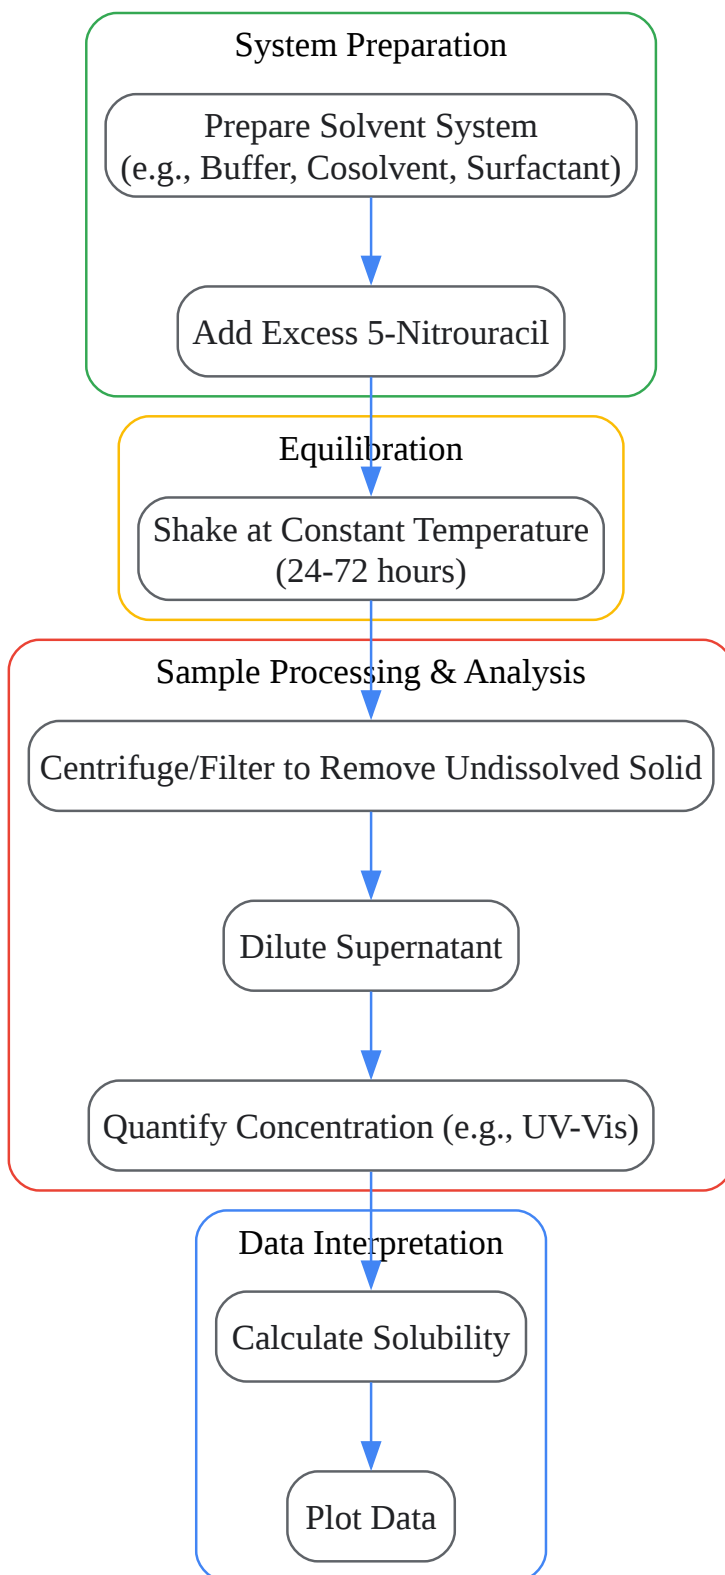 System Preparation
Prepare Solvent System
(e.g., Buffer, Cosolvent, Surfactant)
Add Excess 5-Nitrouracil
Equilibration
Shake at Constant Temperature
(24-72 hours)
Sample Processing & Analysis
Centrifuge/Filter to Remove Undissolved Solid
Dilute Supernatant
Quantify Concentration (e.g., UV-Vis)
Data Interpretation
Calculate Solubility
Plot Data